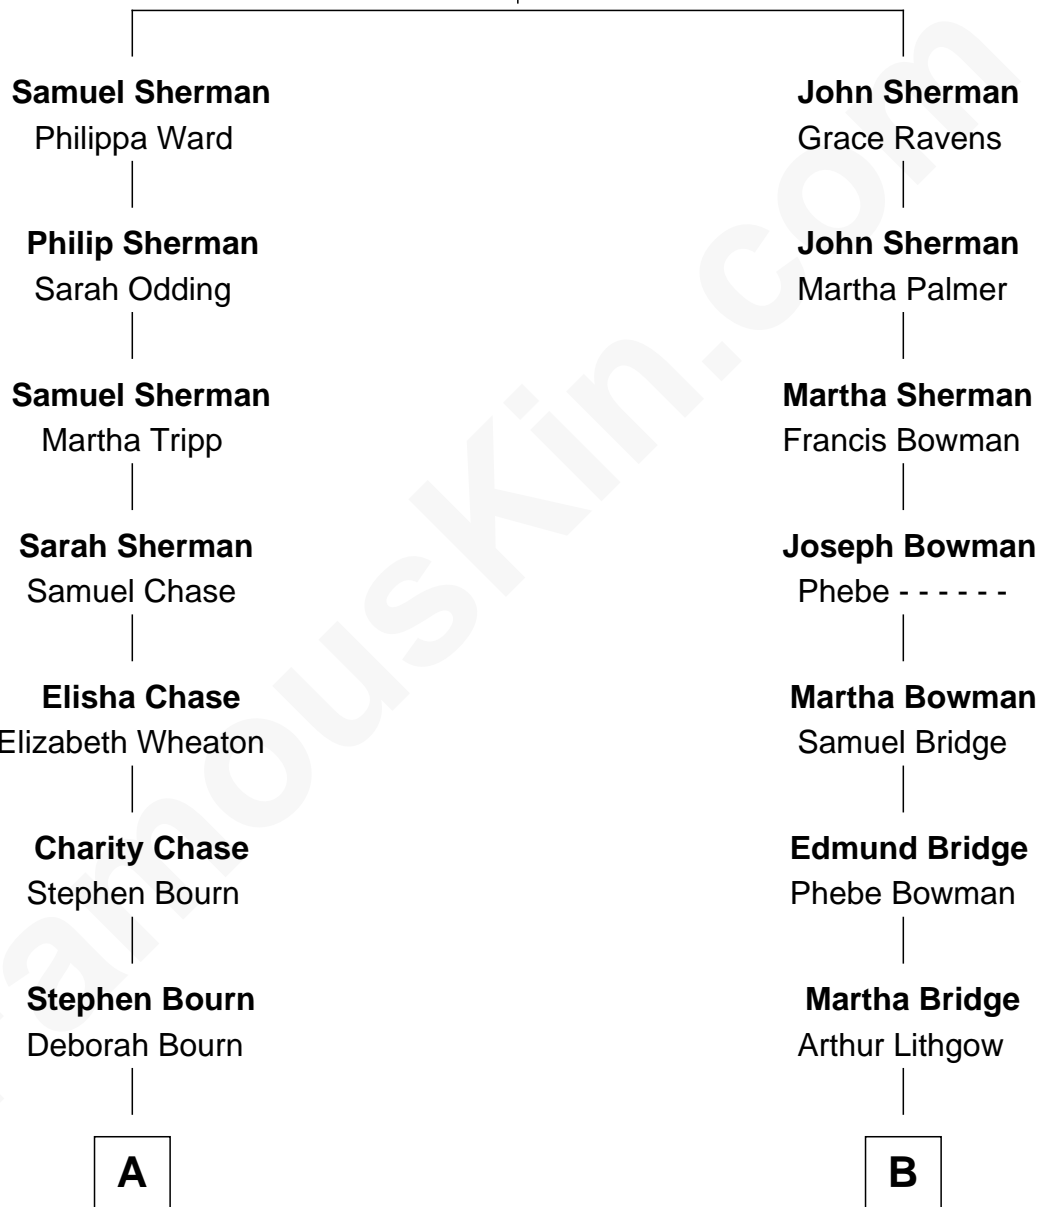 Samuel Sherman
Philippa Ward
Philip Sherman
Sarah Odding
Samuel Sherman
Martha Tripp
Sarah Sherman
Samuel Chase
Elisha Chase
Elizabeth Wheaton
Charity Chase
Stephen Bourn
Stephen Bourn
Deborah Bourn
A
John Sherman
Grace Ravens
John Sherman
Martha Palmer
Martha Sherman
Francis Bowman
Joseph Bowman
Phebe - - - - - -
Martha Bowman
Samuel Bridge
Edmund Bridge
Phebe Bowman
Martha Bridge
Arthur Lithgow
B
FamousKin.com